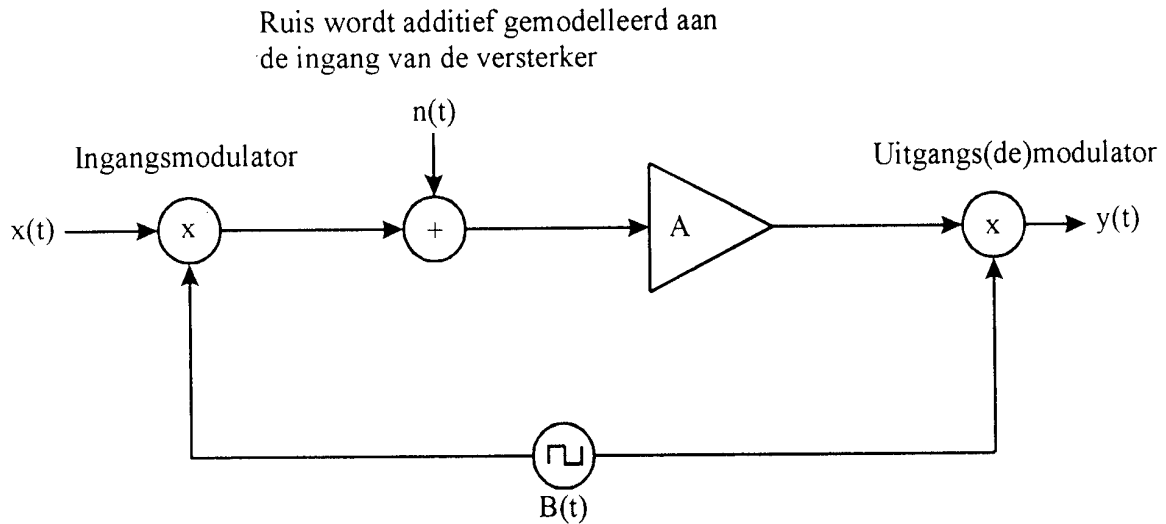 Ruis wordt additief gemodelleerd aan
de ingang van de versterker
n(t)
Ingangsmodulator
Uitgangs(de)modulator
x(t)
x
+
A
x
y(t)
B(t)